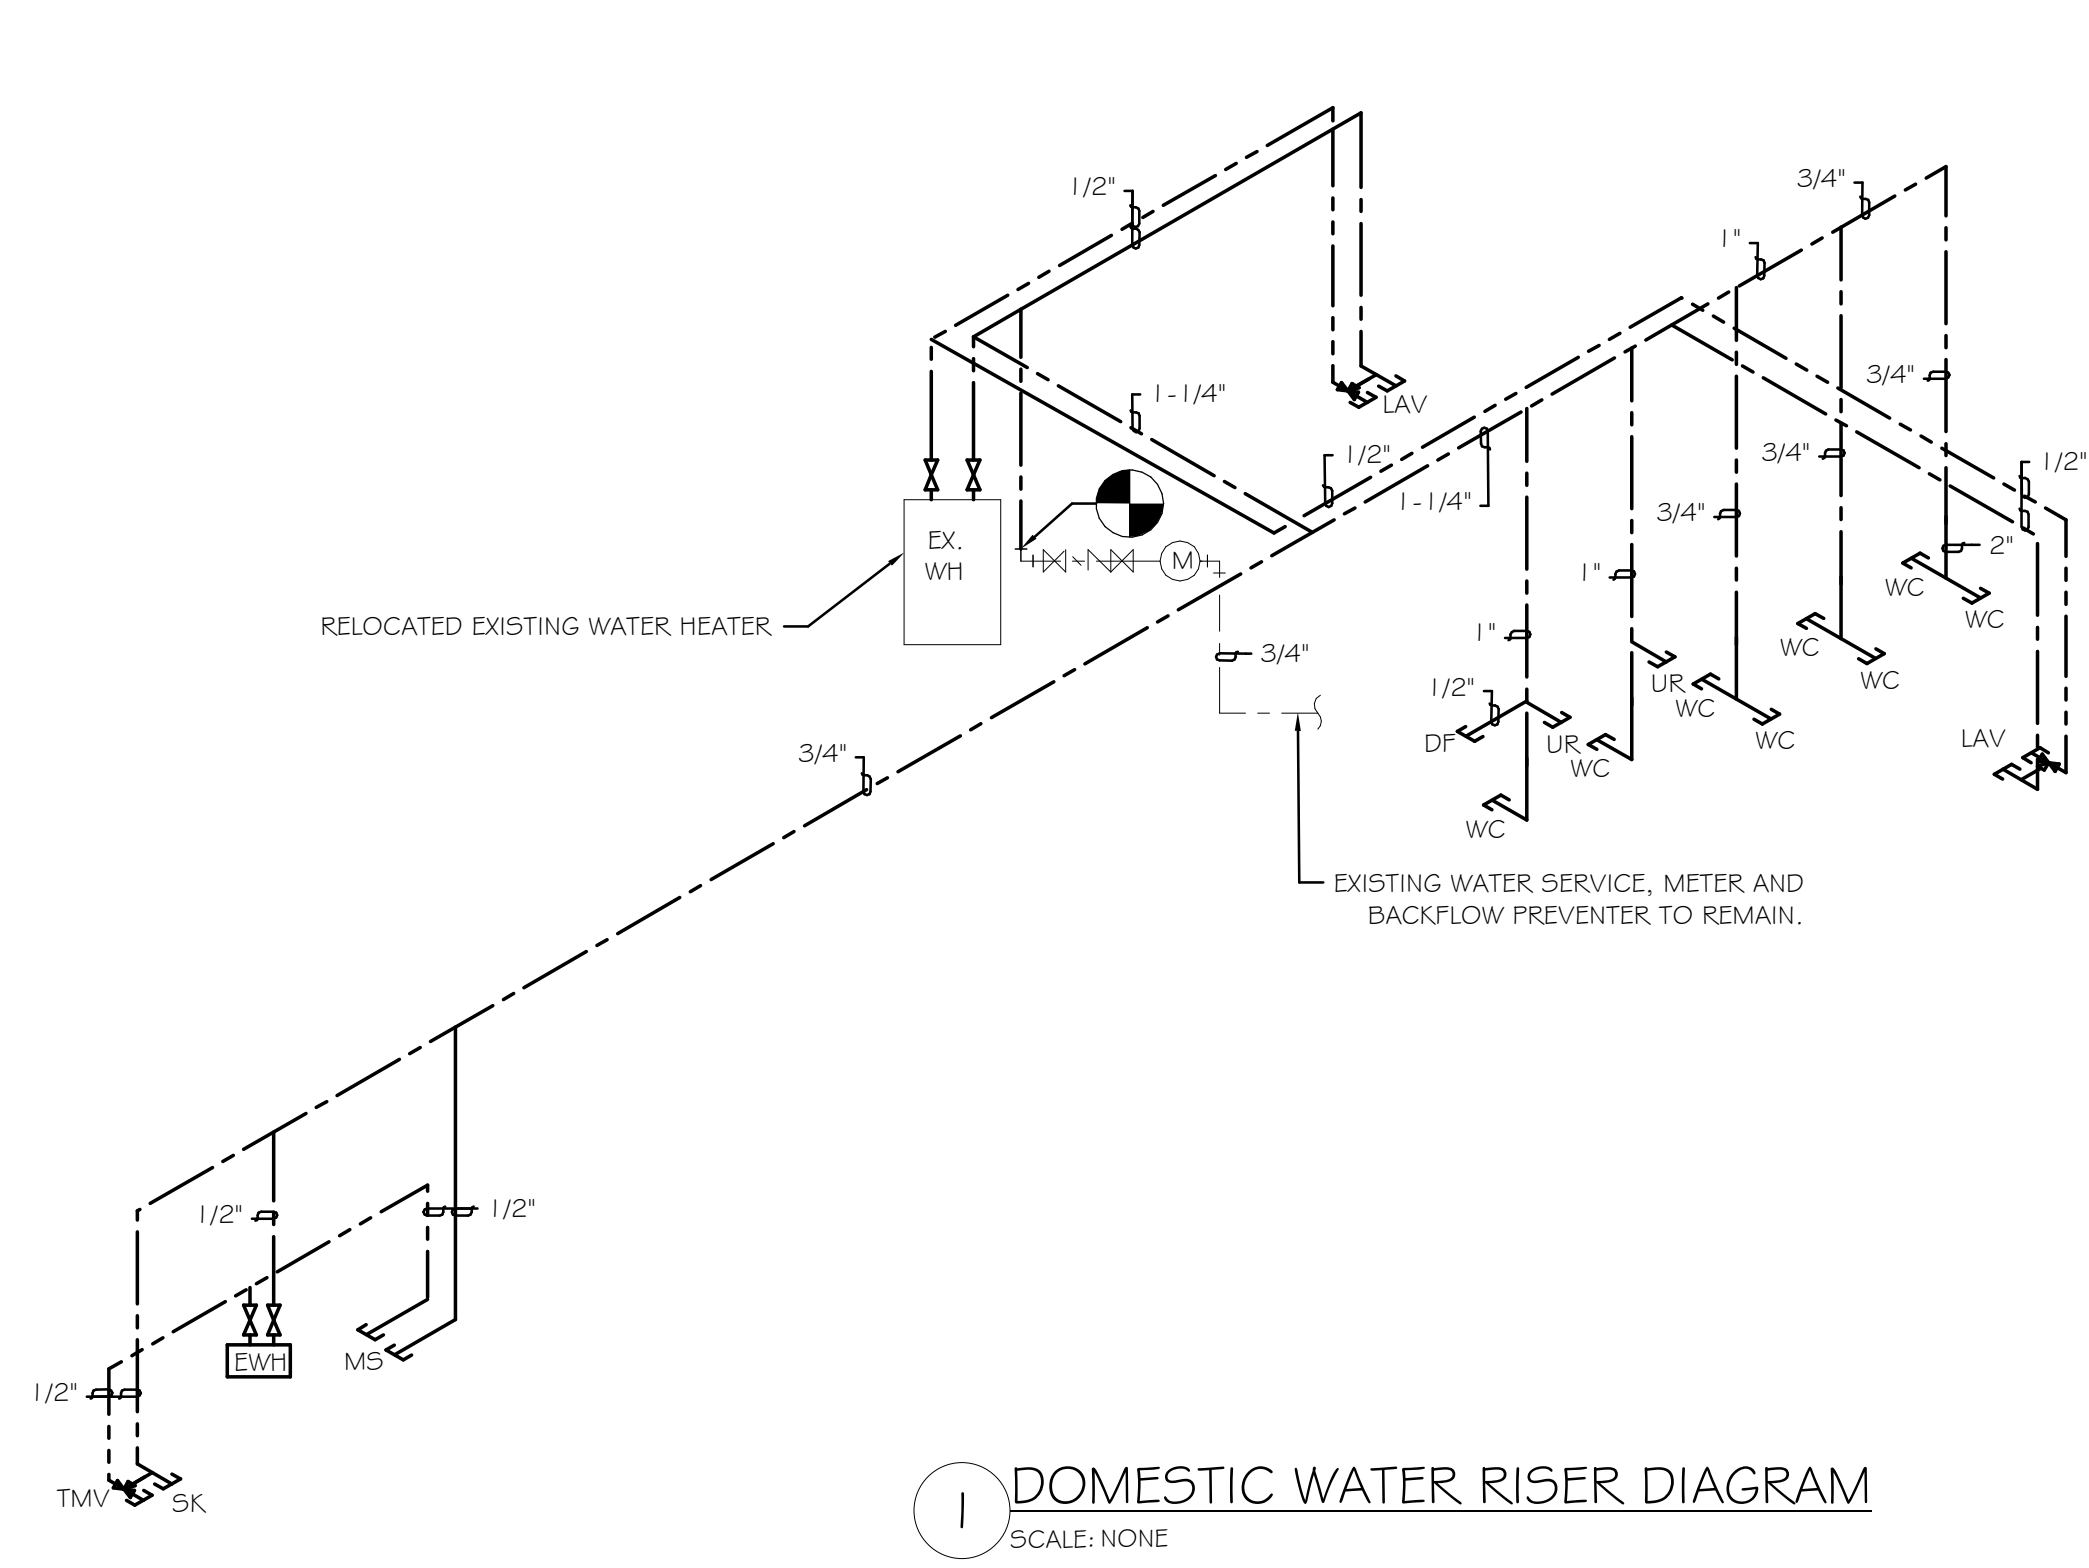 1/2"
3/4"
1"
3/4"
1-1/4"
LAV
1/2"
1-1/4"
3/4"
3/4"
1/2"
3/4"
2"
EX.
WH
M
RELOCATED EXISTING WATER HEATER
3/4"
1"
1"
WC
WC
WC
WC
UR
WC
WC
1/2"
DF
UR
WC
LAV
3/4"
WC
EXISTING WATER SERVICE, METER AND
BACKFLOW PREVENTER TO REMAIN.
1/2"
1/2"
EWH
MS
1/2"
TMV
SK
1
DOMESTIC WATER RISER DIAGRAM
SCALE: NONE